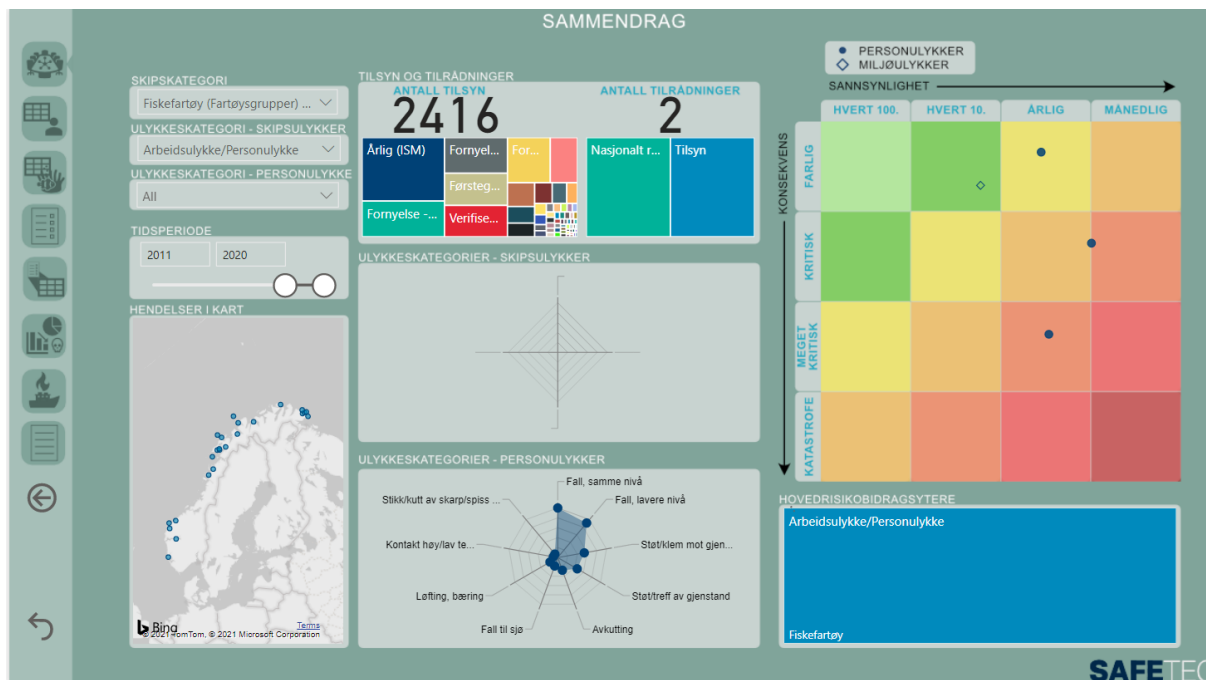 SAMMENDRAG
SKIPSKATEGORI
Fiskefartøy (Fartøysgrupper) ...
ULYKKESKATEGORI - SKIPSULYKKER
Arbeidsulykke/Personulykke
ULYKKESKATEGORI - PERSONULYKKE
All
TIDSPERIODE
2011
2020
HENDELSER I KART
Bing
Terms
© 2021 TomTom, © 2021 Microsoft Corporation
TILSYN OG TILRÅDNINGER
ANTALL TILSYN
2416
Årlig (ISM)
Fornyel...
For...
Førsteg...
Fornyelse -...
Verifise...
ANTALL TILRÅDNINGER
2
Nasjonalt r...
Tilsyn
ULYKKESKATEGORIER - SKIPSULYKKER
ULYKKESKATEGORIER - PERSONULYKKER
Fall, samme nivå
Stikk/kutt av skarp/spiss ...
Fall, lavere nivå
Kontakt høy/lav te...
Støt/klem mot gjen...
Løfting, bæring
Støt/treff av gjenstand
Fall til sjø
Avkutting
PERSONULYKKER
MILJØULYKKER
SANNSYNLIGHET
HVERT 100.
HVERT 10.
ÅRLIG
MÅNEDLIG
KONSEKVENS
FARLIG
KRITISK
MEGET
KRITISK
KATASTROFE
HOVEDRISIKOBIDRAGSYTERE
Arbeidsulykke/Personulykke
Fiskefartøy
SAFETEC